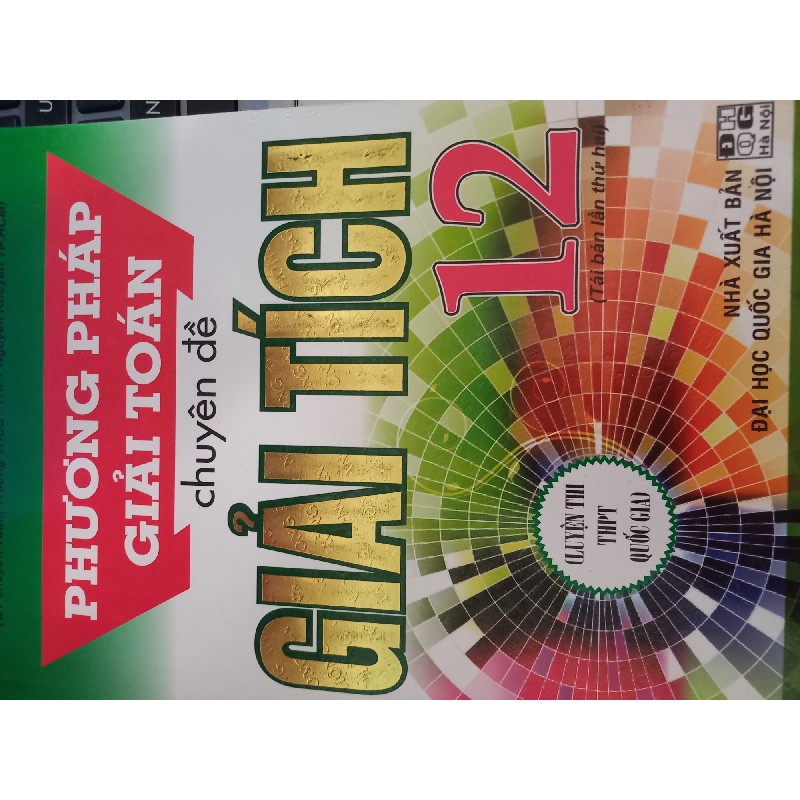 PHƯƠNG PHÁP
GIẢI TOÁN
chuyên đề
GIẢI TÍCH
12
(Tái bản lần thứ hai)
(LUYỆN THI
THPT
QUỐC GIA)
ĐHQG
Hà Nội
NHÀ XUẤT BẢN
ĐẠI HỌC QUỐC GIA HÀ NỘI
U
N